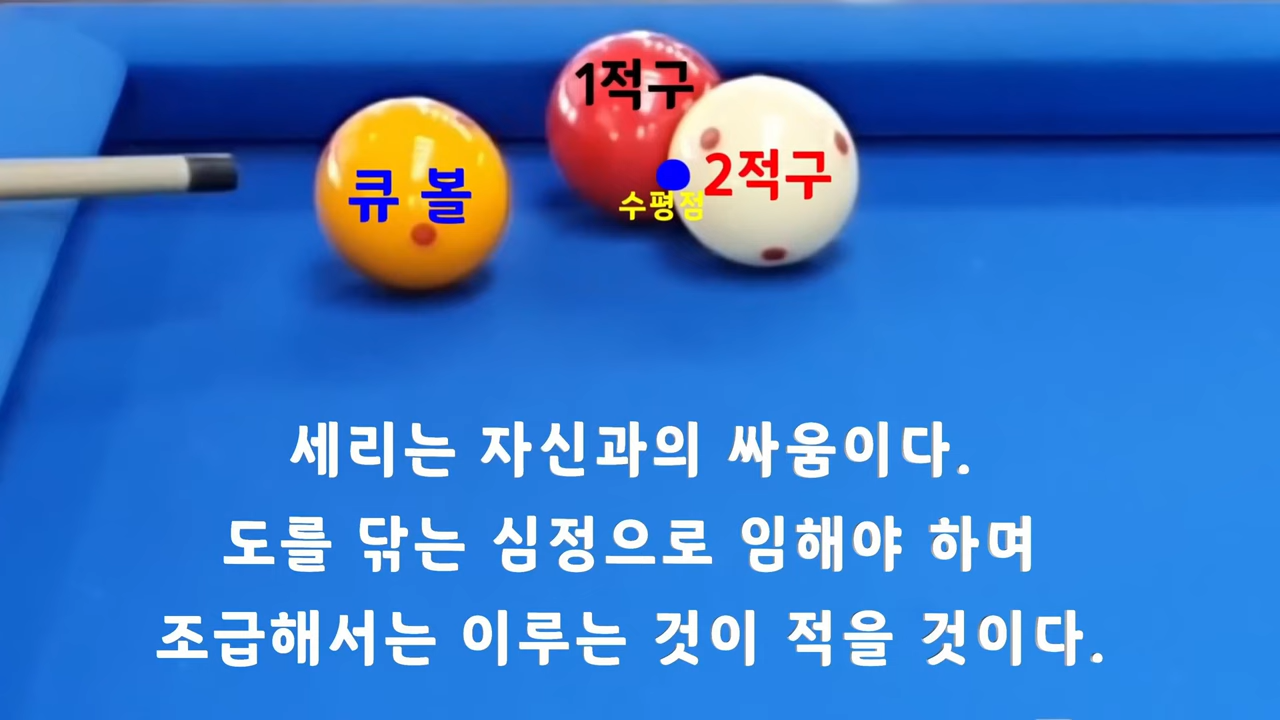 1적구
큐 볼
2적구
수평점
세리는 자신과의 싸움이다.
도를 닦는 심정으로 임해야 하며
조급해서는 이루는 것이 적을 것이다.